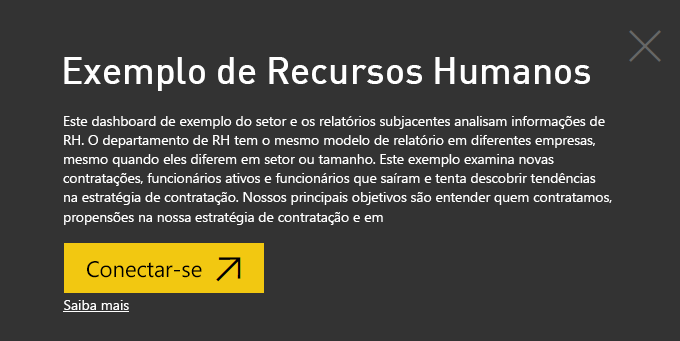 Exemplo de Recursos Humanos
Este dashboard de exemplo do setor e os relatórios subjacentes analisam informações de
RH. O departamento de RH tem o mesmo modelo de relatório em diferentes empresas,
mesmo quando eles diferem em setor ou tamanho. Este exemplo examina novas
contratações, funcionários ativos e funcionários que saíram e tenta descobrir tendências
na estratégia de contratação. Nossos principais objetivos são entender quem contratamos,
propensões na nossa estratégia de contratação e em
Conectar-se
Saiba mais